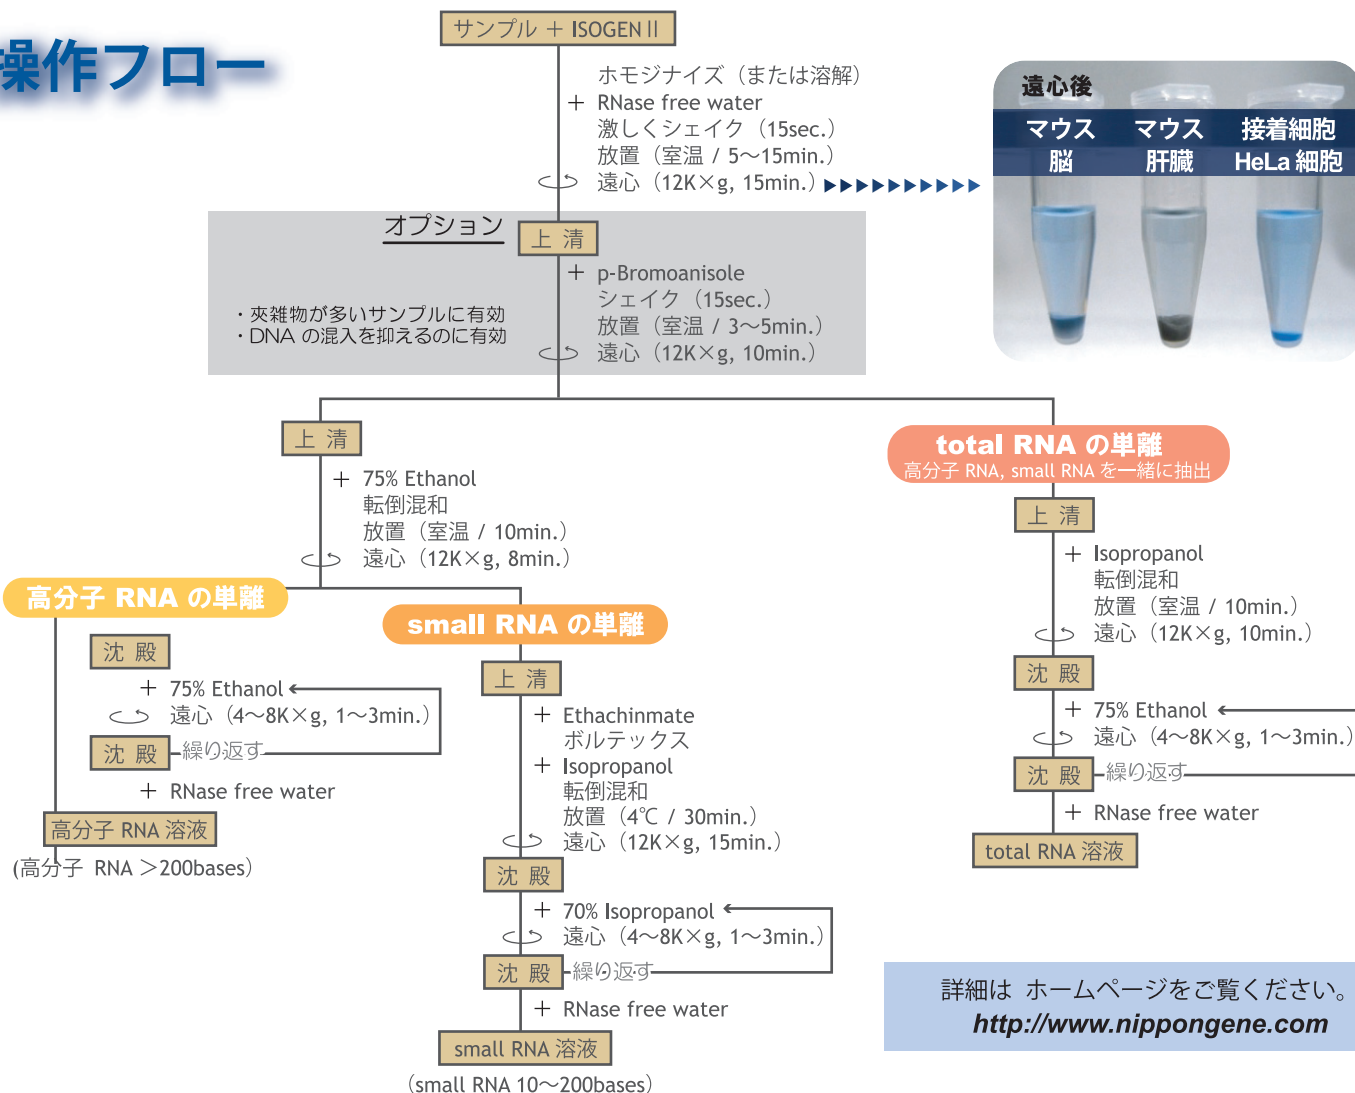 操作フロー
サンプル ＋ ISOGENⅡ
ホモジナイズ（または溶解）
＋ RNase free water
激しくシェイク（15sec.）
放置（室温 / 5～15min.）
遠心（12K×g, 15min.）
遠心後
マウス 脳
マウス 肝臓
接着細胞 HeLa 細胞
オプション
上 清
＋ p-Bromoanisole
シェイク（15sec.）
放置（室温 / 3～5min.）
遠心（12K×g, 10min.）
・夾雑物が多いサンプルに有効
・DNA の混入を抑えるのに有効
上 清
＋ 75% Ethanol
転倒混和
放置（室温 / 10min.）
遠心（12K×g, 8min.）
高分子 RNA の単離
沈 殿
＋ 75% Ethanol
遠心（4～8K×g, 1～3min.）
沈 殿 繰り返す
＋ RNase free water
高分子 RNA 溶液
(高分子 RNA ＞200bases）
small RNA の単離
上 清
＋ Ethachinmate
ボルテックス
＋ Isopropanol
転倒混和
放置（4℃ / 30min.）
遠心（12K×g, 15min.）
沈 殿
＋ 70% Isopropanol
遠心（4～8K×g, 1～3min.）
沈 殿 繰り返す
＋ RNase free water
small RNA 溶液
（small RNA 10～200bases）
total RNA の単離
高分子 RNA, small RNA を一緒に抽出
上 清
＋ Isopropanol
転倒混和
放置（室温 / 10min.）
遠心（12K×g, 10min.）
沈 殿
＋ 75% Ethanol
遠心（4～8K×g, 1～3min.）
沈 殿 繰り返す
＋ RNase free water
total RNA 溶液
詳細は ホームページをご覧ください。
http://www.nippongene.com